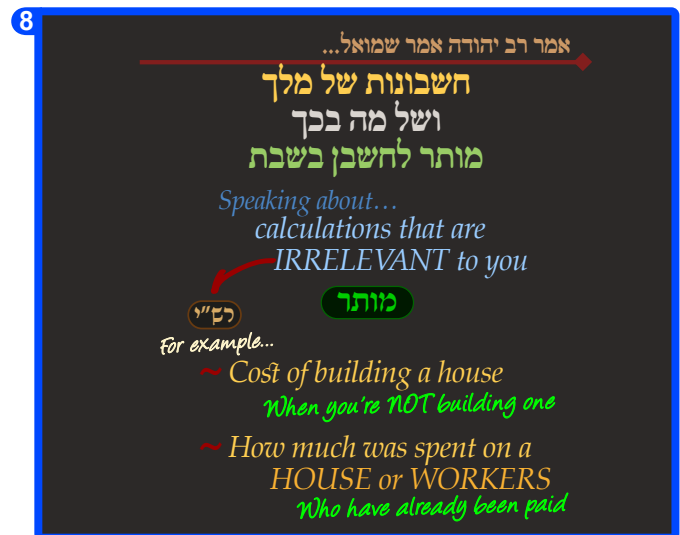 8
אמר רב יהודה אמר שמואל...
חשבונות של מלך
ושל מה בכך
מותר לחשבן בשבת
Speaking about...
calculations that are
IRRELEVANT to you
מותר
רש"י
For example...
~ Cost of building a house
When you're NOT building one
~ How much was spent on a
HOUSE or WORKERS
Who have already been paid